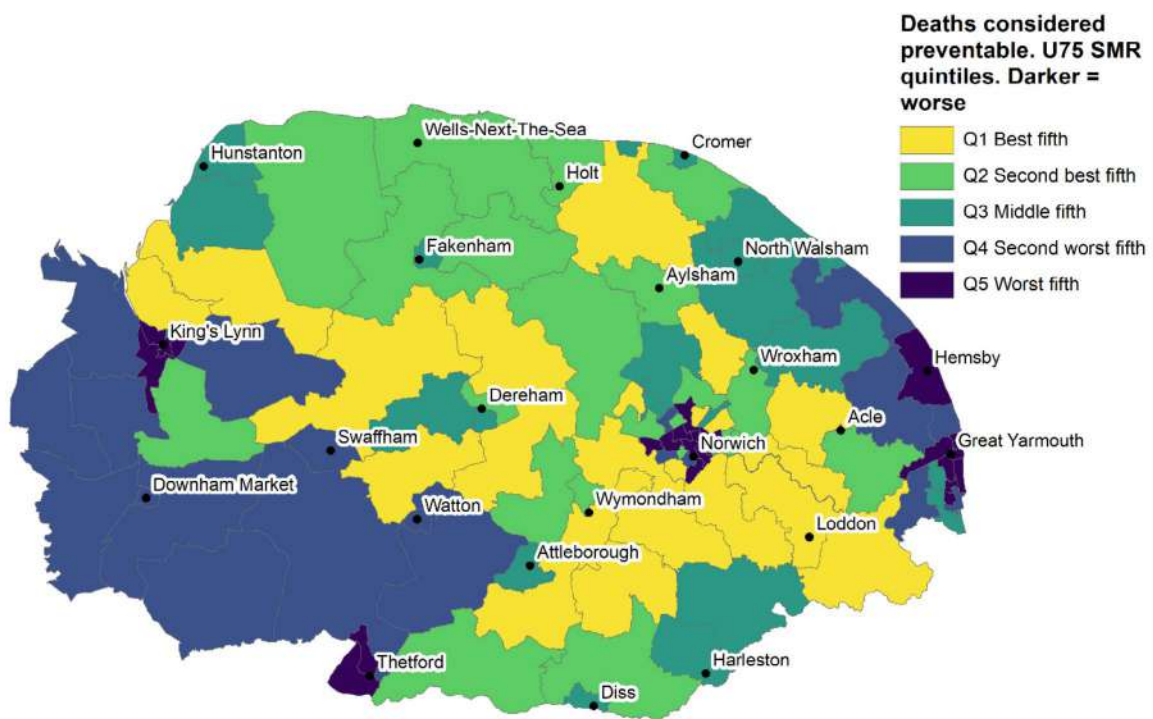 Deaths considered
preventable. U75 SMR
quintiles. Darker =
worse
Q1 Best fifth
Q2 Second best fifth
Q3 Middle fifth
Q4 Second worst fifth
Q5 Worst fifth
Wells-Next-The-Sea
Cromer
Hunstanton
Holt
Fakenham
North Walsham
Aylsham
King's Lynn
Wroxham
Hemsby
Dereham
Acle
Swaffham
Norwich
Great Yarmouth
Downham Market
Watton
Wymondham
Loddon
Attleborough
Thetford
Harleston
Diss